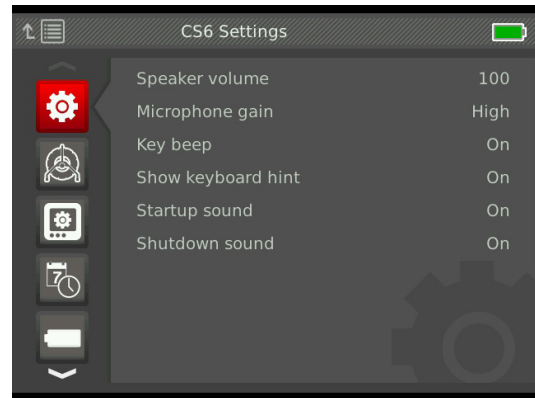 CS6 Settings
Speaker volume 100
Microphone gain High
Key beep On
Show keyboard hint On
Startup sound On
Shutdown sound On
7